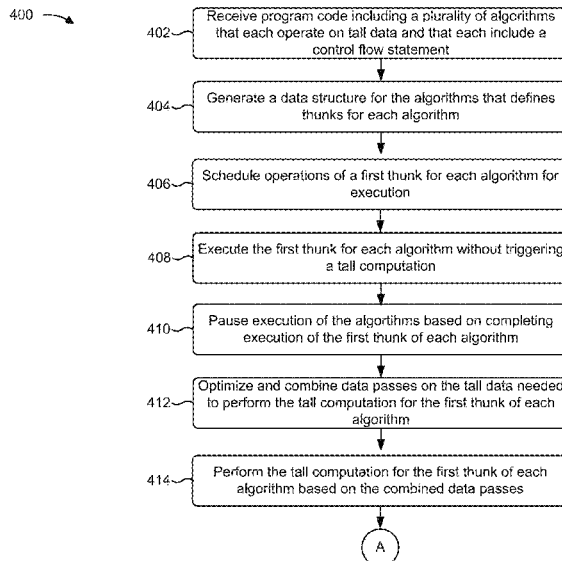 400
402
Receive program code including a plurality of algorithms
that each operate on tall data and that each include a
control flow statement
404
Generate a data structure for the algorithms that defines
thunks for each algorithm
406
Schedule operations of a first thunk for each algorithm for
execution
408
Execute the first thunk for each algorithm without triggering
a tall computation
410
Pause execution of the algortihms based on completing
execution of the first thunk of each algorithm
412
Optimize and combine data passes on the tall data needed
to perform the tall computation for the first thunk of each
algorithm
414
Perform the tall computation for the first thunk of each
algorithm based on the combined data passes
A